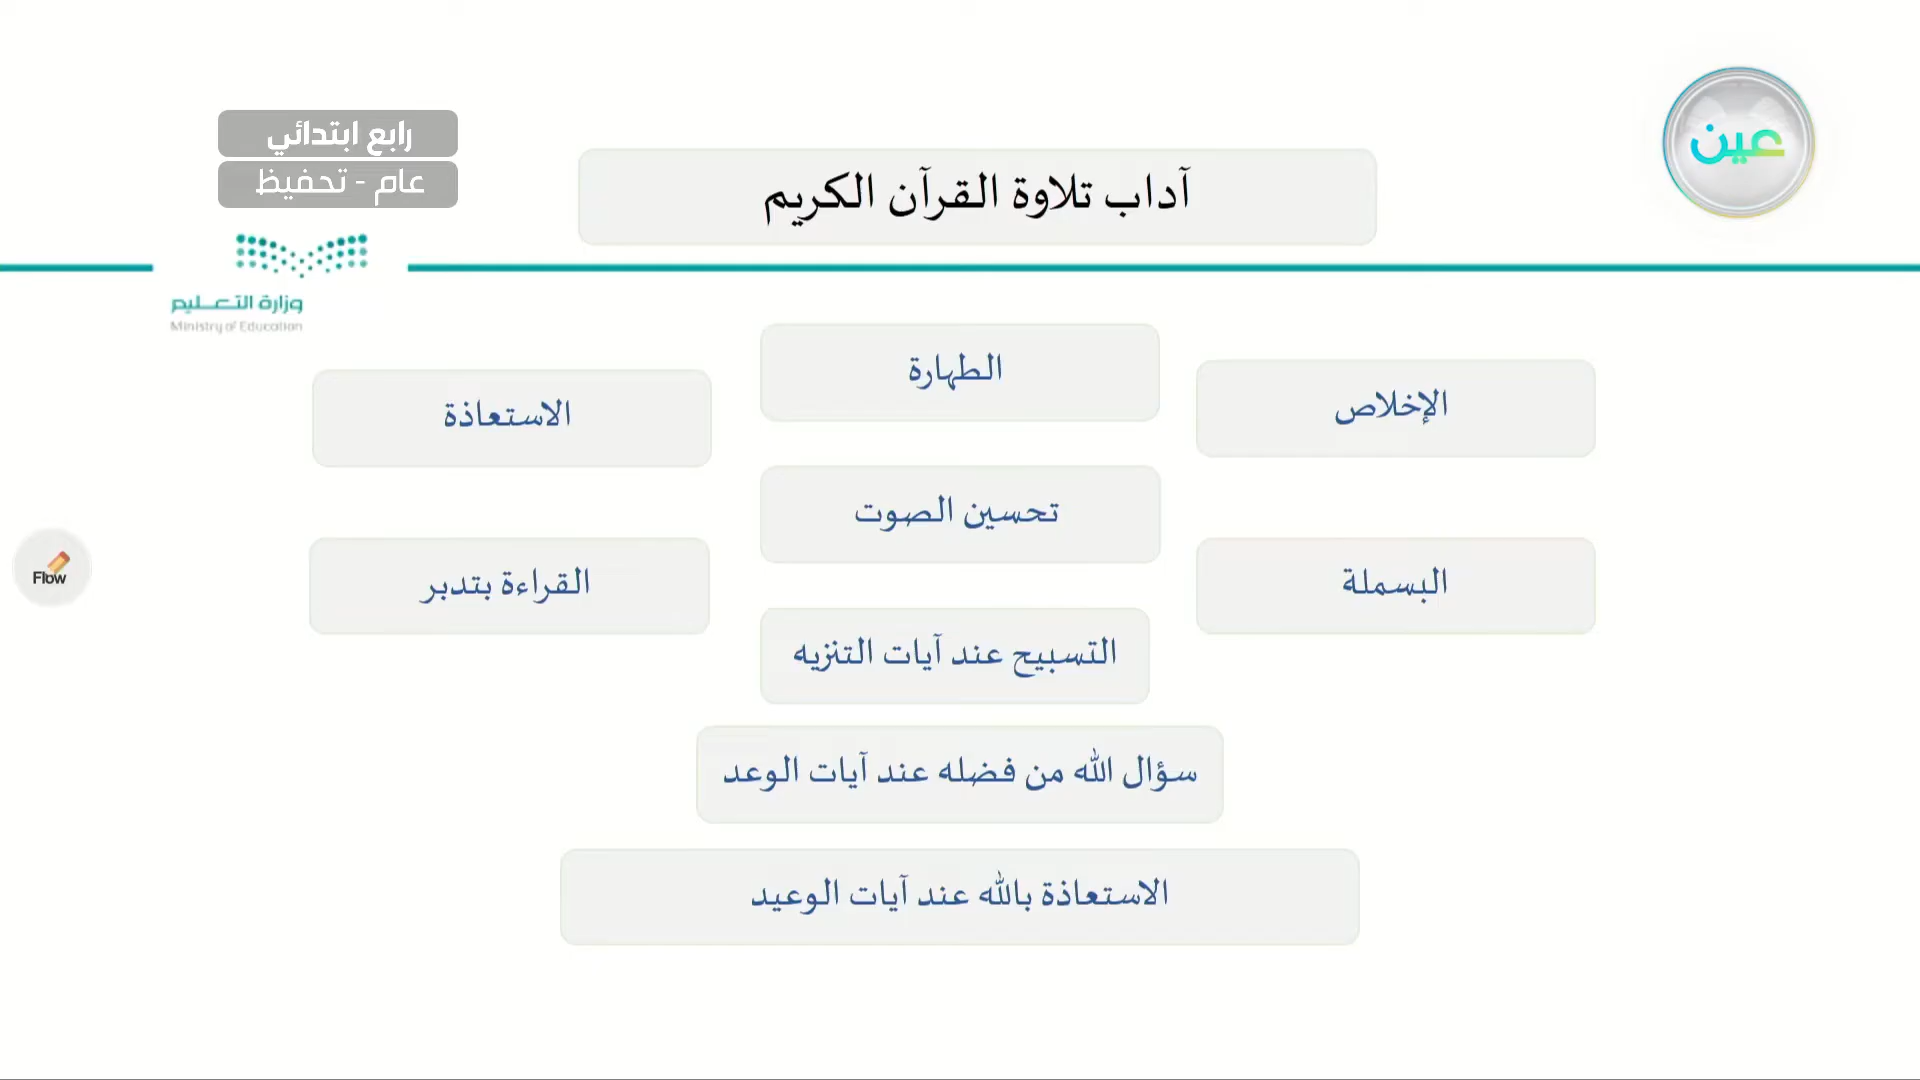 رابع ابتدائي
عام - تحفيظ
عين
آداب تلاوة القرآن الكريم
وزارة التعليم
Ministry of Education
الإخلاص
الطهارة
الاستعاذة
تحسين الصوت
البسملة
القراءة بتدبر
التسبيح عند آيات التنزيه
سؤال الله من فضله عند آيات الوعد
الاستعاذة بالله عند آيات الوعيد
Flow